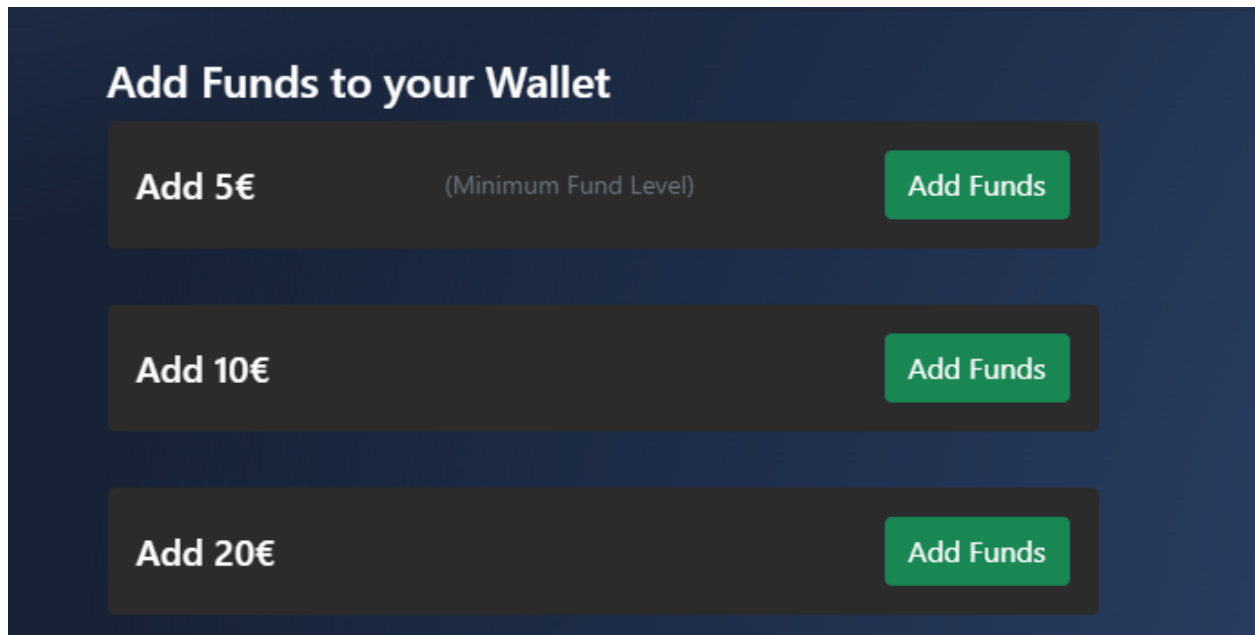 Add Funds to your Wallet
Add 5€ (Minimum Fund Level) Add Funds
Add 10€ Add Funds
Add 20€ Add Funds